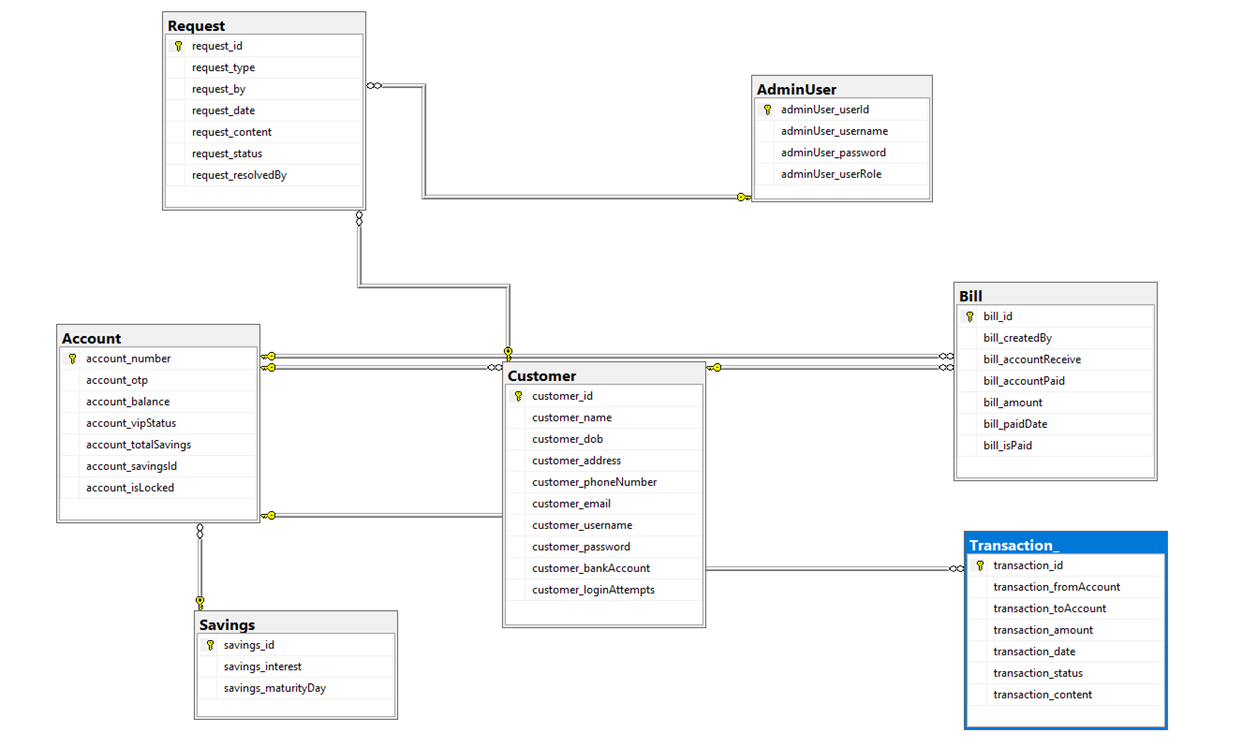 Request
request_id
request_type
request_by
request_date
request_content
request_status
request_resolvedBy
AdminUser
adminUser_userId
adminUser_username
adminUser_password
adminUser_userRole
Account
account_number
account_otp
account_balance
account_vipStatus
account_totalSavings
account_savingsId
account_isLocked
Customer
customer_id
customer_name
customer_dob
customer_address
customer_phoneNumber
customer_email
customer_username
customer_password
customer_bankAccount
customer_loginAttempts
Bill
bill_id
bill_createdBy
bill_accountReceive
bill_accountPaid
bill_amount
bill_paidDate
bill_isPaid
Savings
savings_id
savings_interest
savings_maturityDay
Transaction_
transaction_id
transaction_fromAccount
transaction_toAccount
transaction_amount
transaction_date
transaction_status
transaction_content